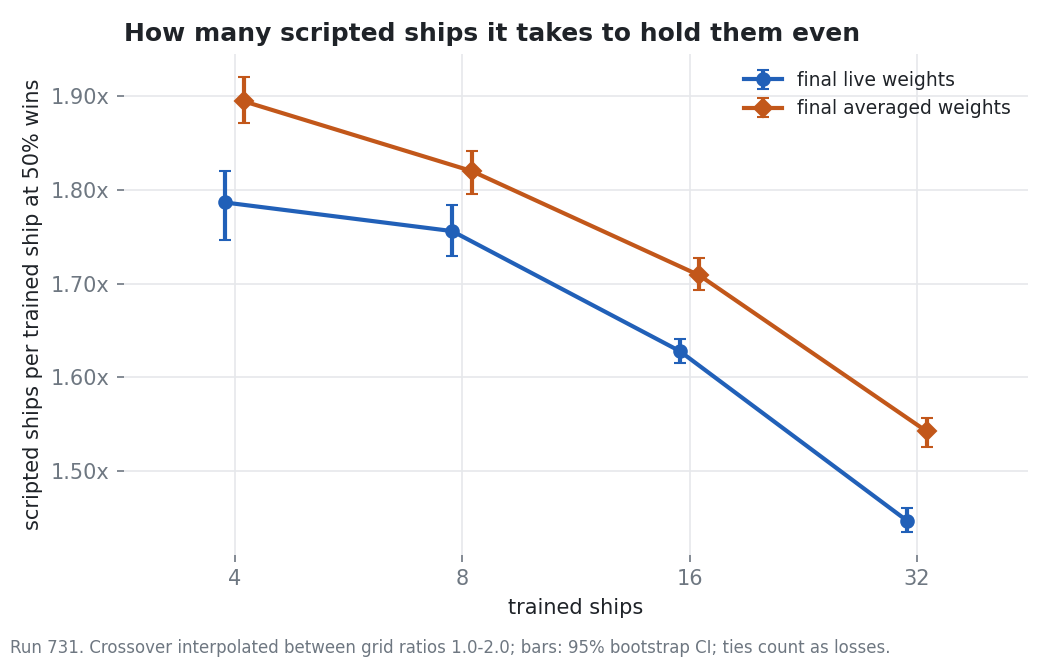 How many scripted ships it takes to hold them even
final live weights
final averaged weights
scripted ships per trained ship at 50% wins
1.90x
1.80x
1.70x
1.60x
1.50x
4
8
16
32
trained ships
Run 731. Crossover interpolated between grid ratios 1.0-2.0; bars: 95% bootstrap CI; ties count as losses.